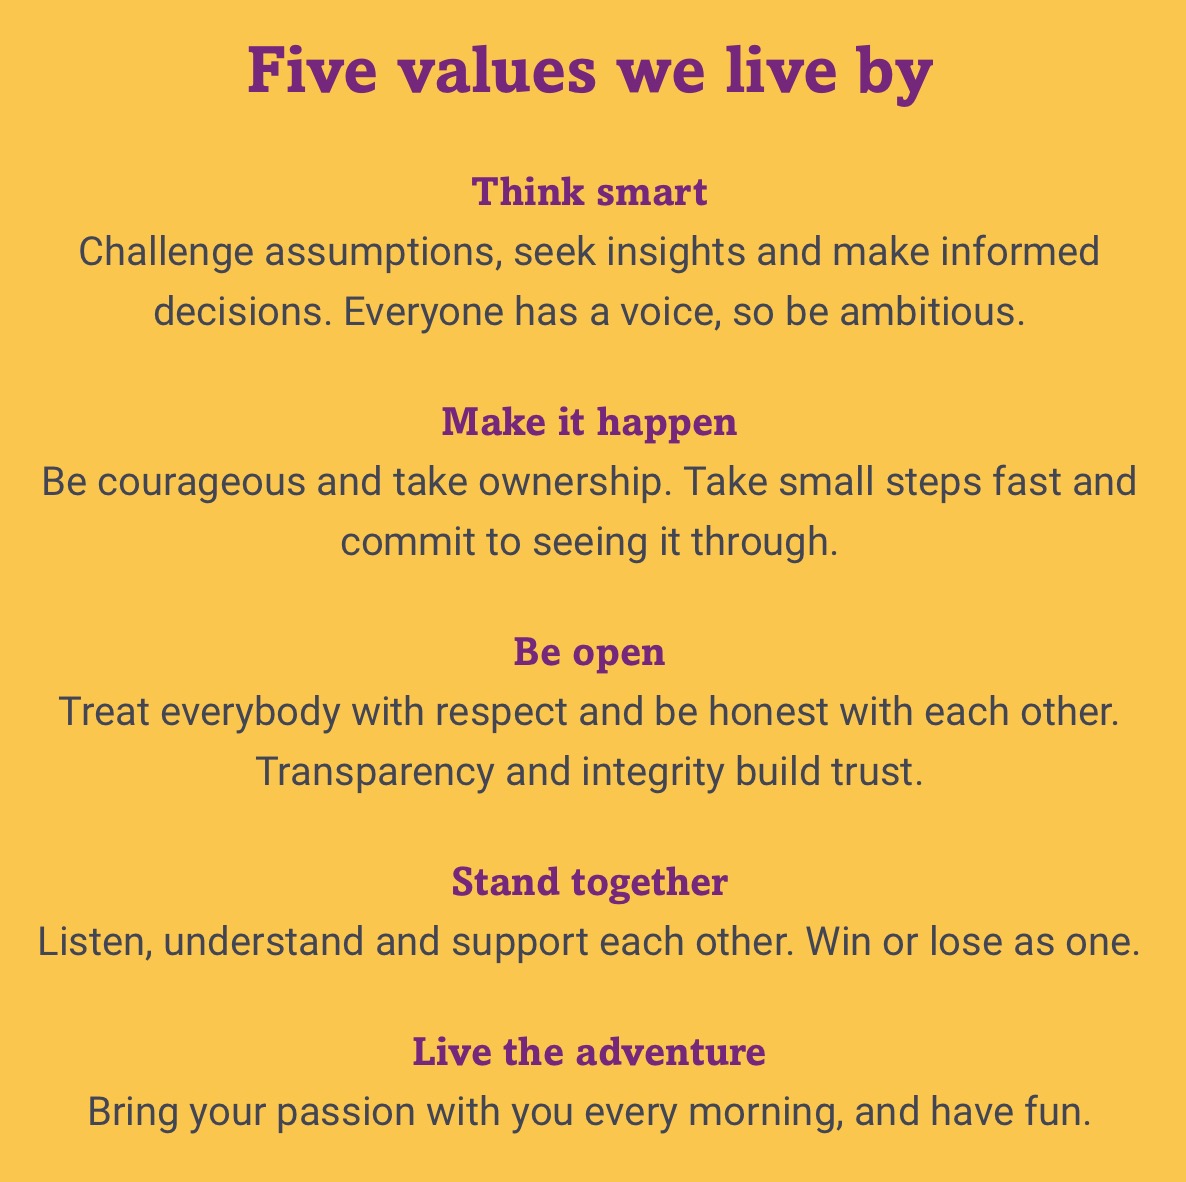 Five values we live by
Think smart
Challenge assumptions, seek insights and make informed
decisions. Everyone has a voice, so be ambitious.
Make it happen
Be courageous and take ownership. Take small steps fast and
commit to seeing it through.
Be open
Treat everybody with respect and be honest with each other.
Transparency and integrity build trust.
Stand together
Listen, understand and support each other. Win or lose as one.
Live the adventure
Bring your passion with you every morning, and have fun.